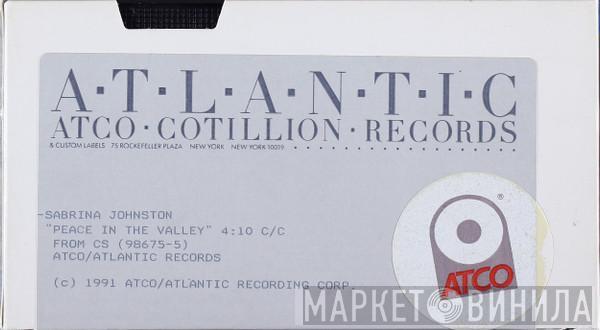 A·T·L·A·N·T·I·C
ATCO·COTILLION·RECORDS
& CUSTOM LABELS 75 ROCKEFELLER PLAZA NEW YORK NEW YORK 10019
-SABRINA JOHNSTON
"PEACE IN THE VALLEY" 4:10 C/C
FROM CS (98675-5)
ATCO/ATLANTIC RECORDS
(c) 1991 ATCO/ATLANTIC RECORDING CORP.
®
ATCO
МАРКЕТ ВИНИЛА